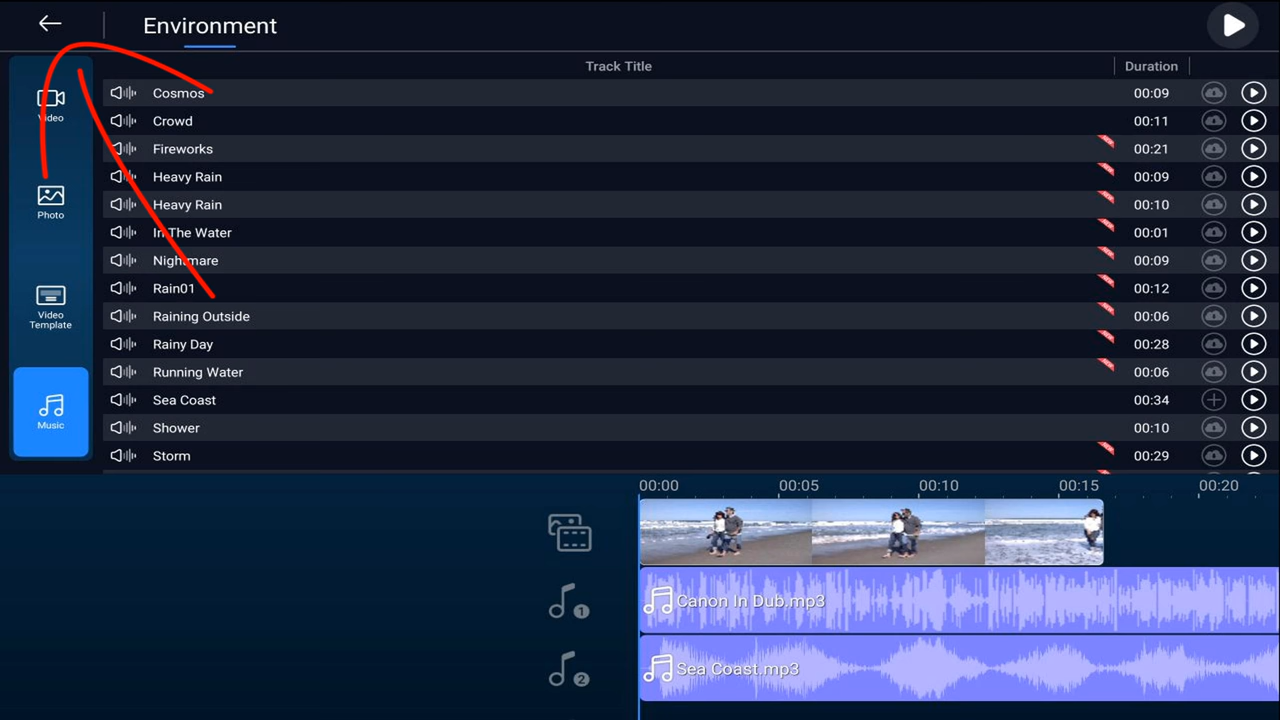 Environment
Track Title Duration
Video
Cosmos 00:09
Crowd 00:11
Fireworks 00:21
Heavy Rain 00:09
Photo
Heavy Rain 00:10
In The Water 00:01
Nightmare 00:09
Rain01 00:12
Video
Template
Raining Outside 00:06
Rainy Day 00:28
Running Water 00:06
Music
Sea Coast 00:34
Shower 00:10
Storm 00:29
00:00 00:05 00:10 00:15 00:20
1
Canon In Dub.mp3
2
Sea Coast.mp3